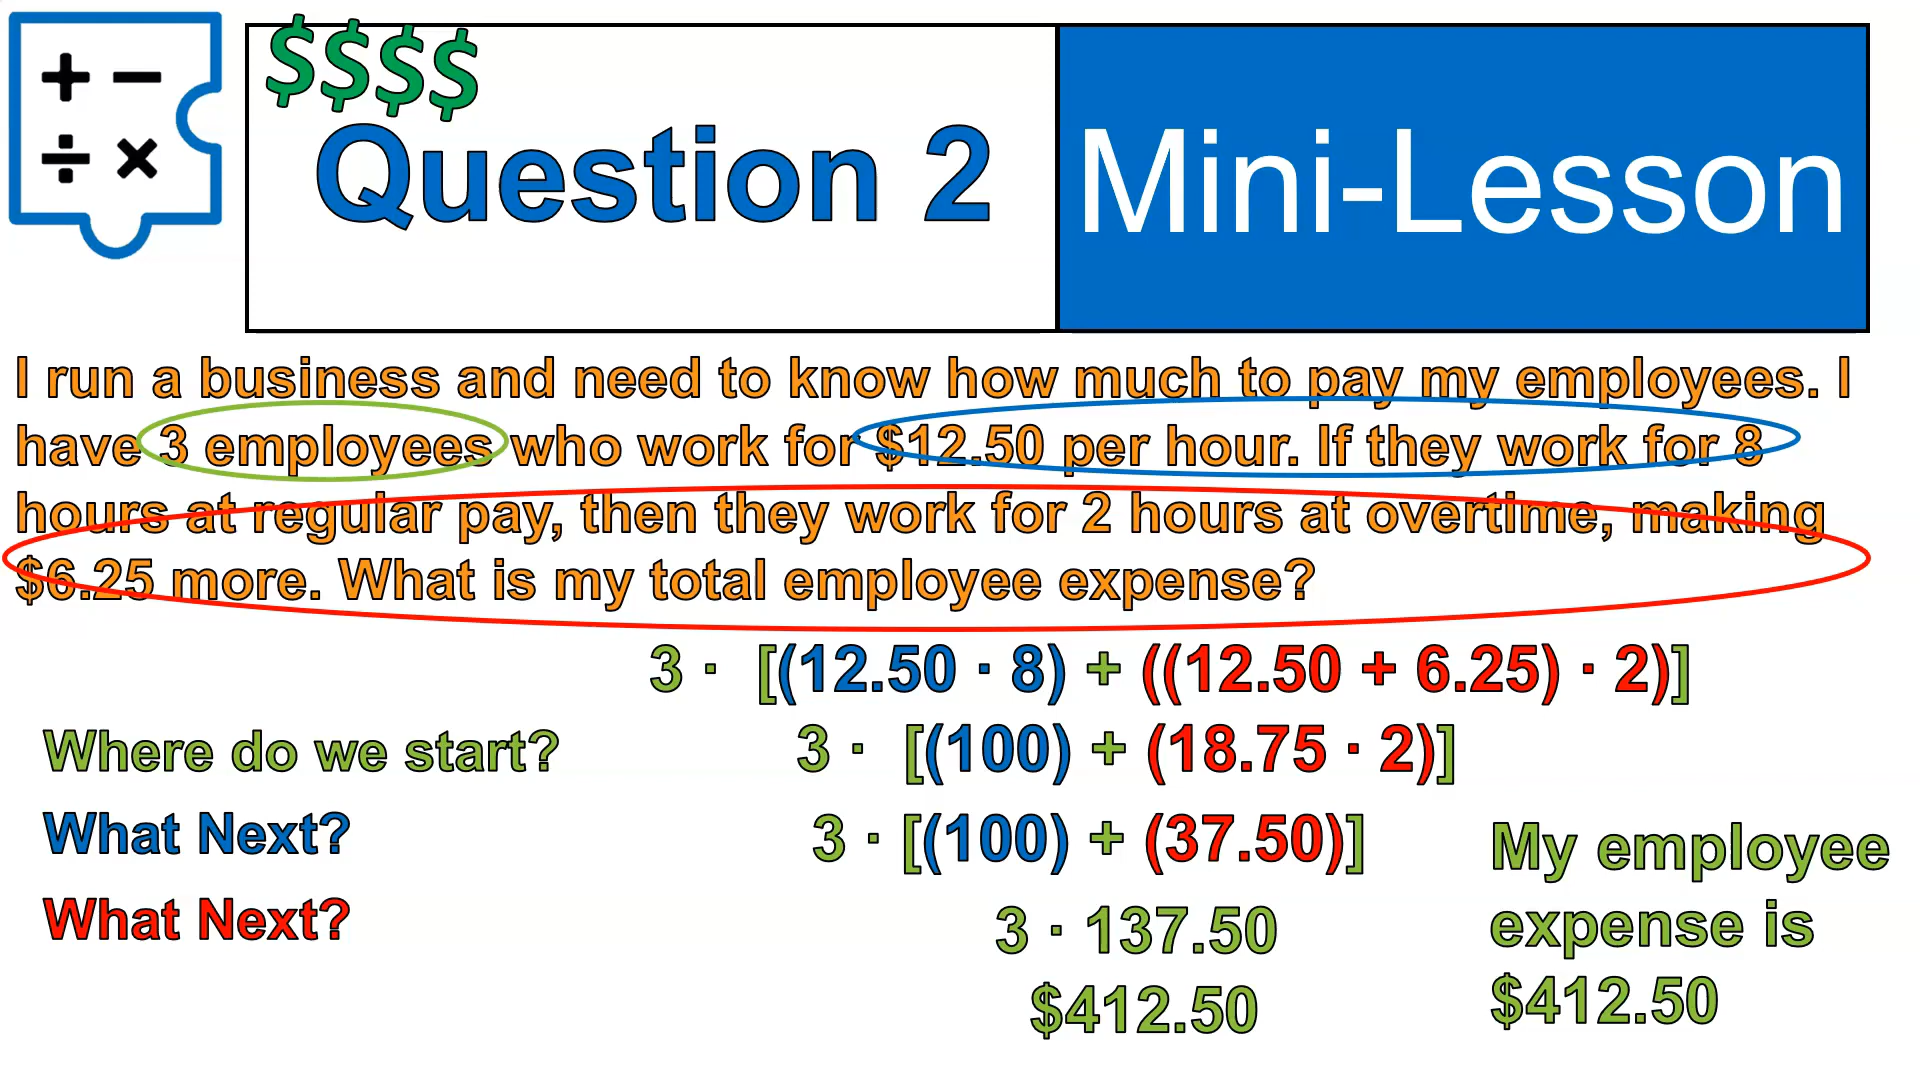 + −
÷ ×
$$$$
Question 2
Mini-Lesson
I run a business and need to know how much to pay my employees. I
have 3 employees who work for $12.50 per hour. If they work for 8
hours at regular pay, then they work for 2 hours at overtime, making
$6.25 more. What is my total employee expense?
3 · [(12.50 · 8) + ((12.50 + 6.25) · 2)]
Where do we start?
3 · [(100) + (18.75 · 2)]
What Next?
3 · [(100) + (37.50)]
What Next?
3 · 137.50
$412.50
My employee
expense is
$412.50